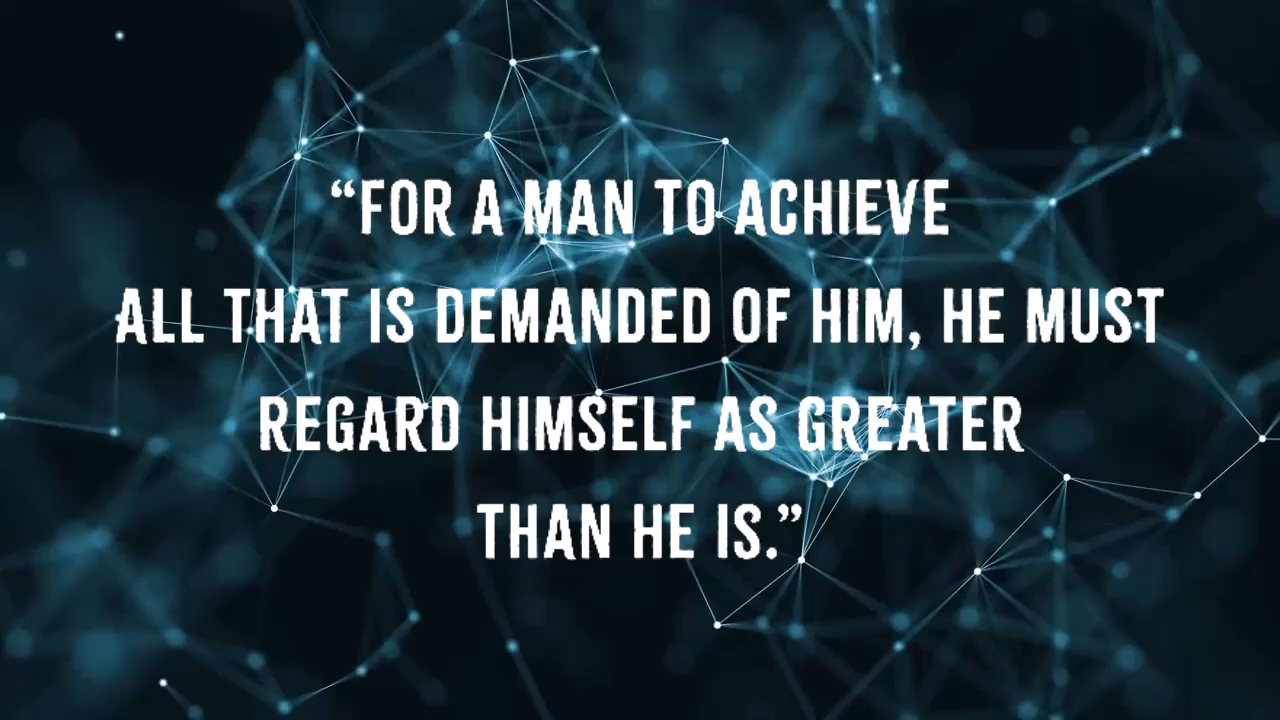 “FOR A MAN TO ACHIEVE
ALL THAT IS DEMANDED OF HIM, HE MUST
REGARD HIMSELF AS GREATER
THAN HE IS.”